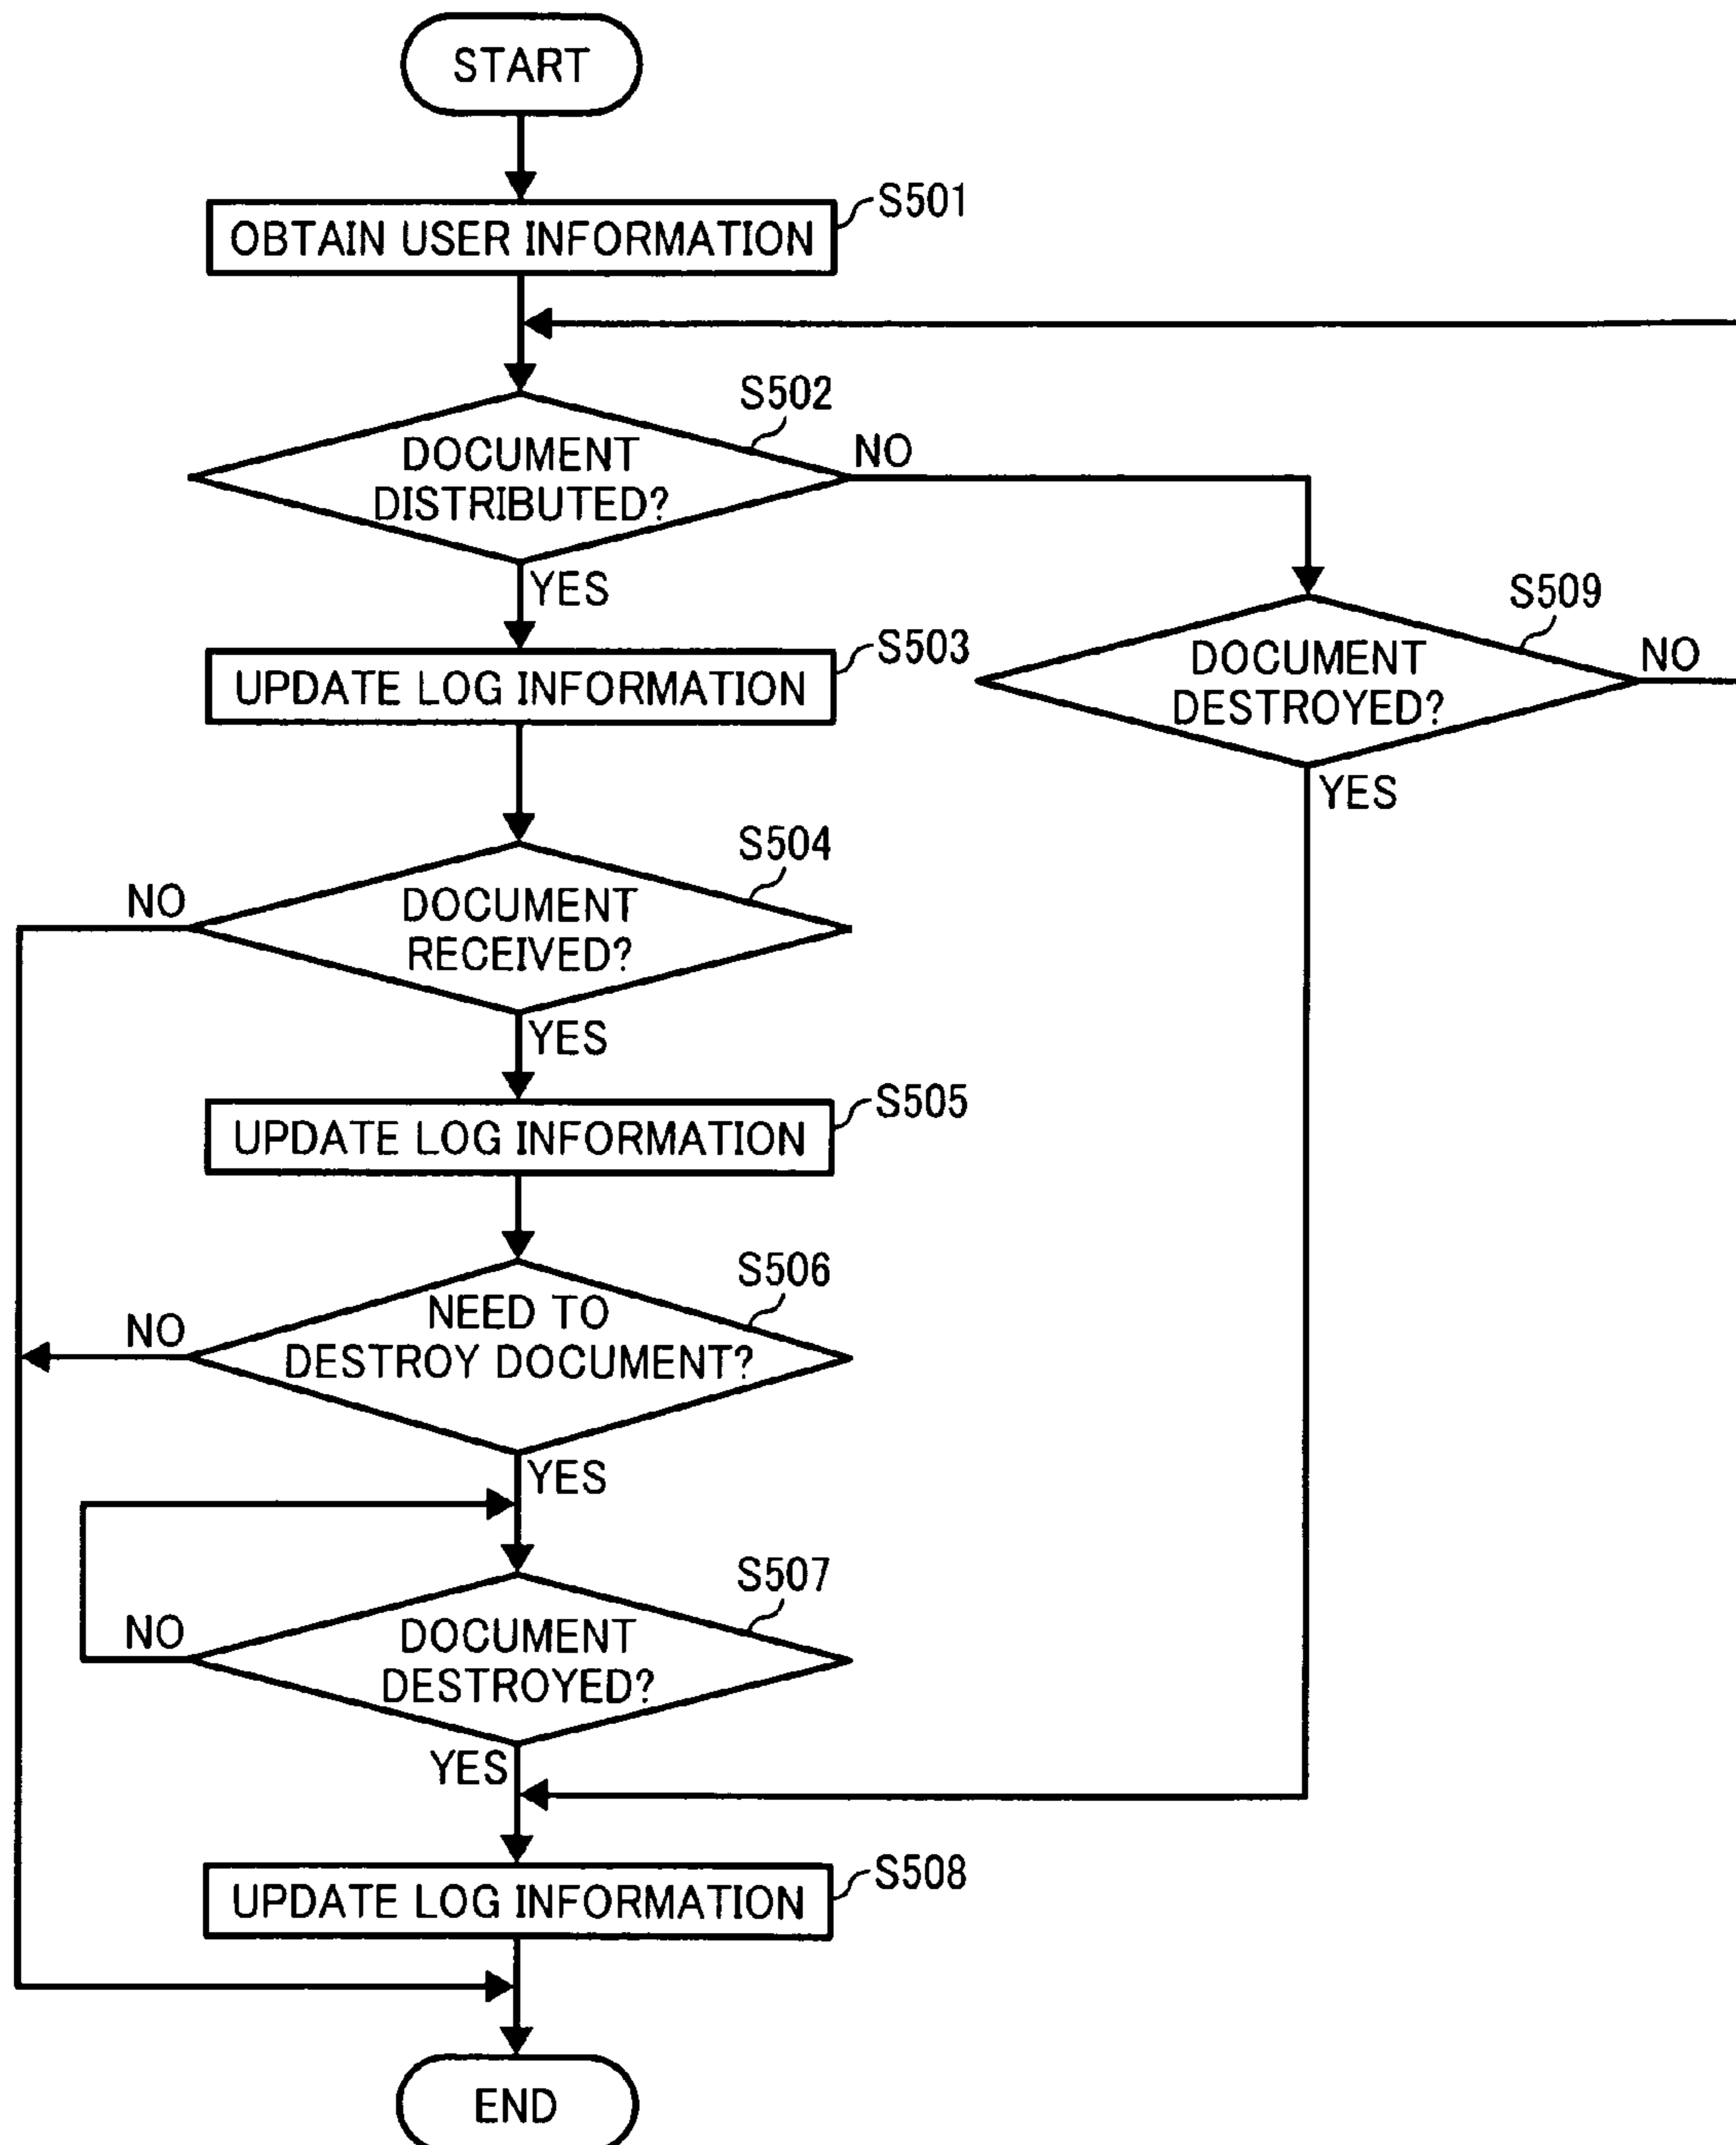 START
S501
OBTAIN USER INFORMATION
S502
DOCUMENT
DISTRIBUTED?
NO
YES
S509
DOCUMENT
DESTROYED?
NO
YES
S503
UPDATE LOG INFORMATION
S504
DOCUMENT
RECEIVED?
NO
YES
S505
UPDATE LOG INFORMATION
S506
NEED TO
DESTROY DOCUMENT?
NO
YES
S507
DOCUMENT
DESTROYED?
NO
YES
S508
UPDATE LOG INFORMATION
END